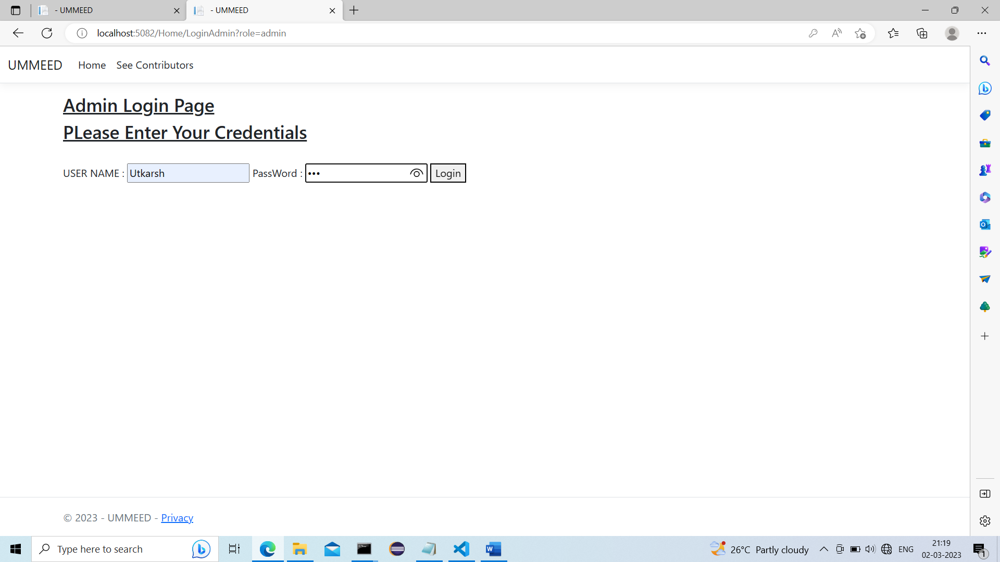 - UMMEED
- UMMEED
localhost:5082/Home/LoginAdmin?role=admin
UMMEED Home See Contributors
Admin Login Page
PLease Enter Your Credentials
USER NAME : Utkarsh PassWord : ••• Login
© 2023 - UMMEED - Privacy
Type here to search
26°C Partly cloudy
ENG
21:19
02-03-2023
1